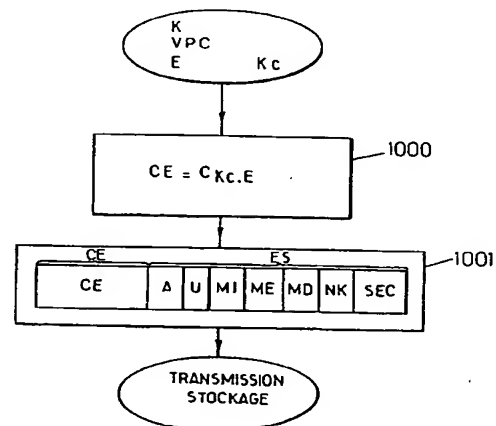 K
VPC
E Kc
1000
CE = CKc.E
CE ES
1001
CE A U MI ME MD NK SEC
TRANSMISSION
STOCKAGE